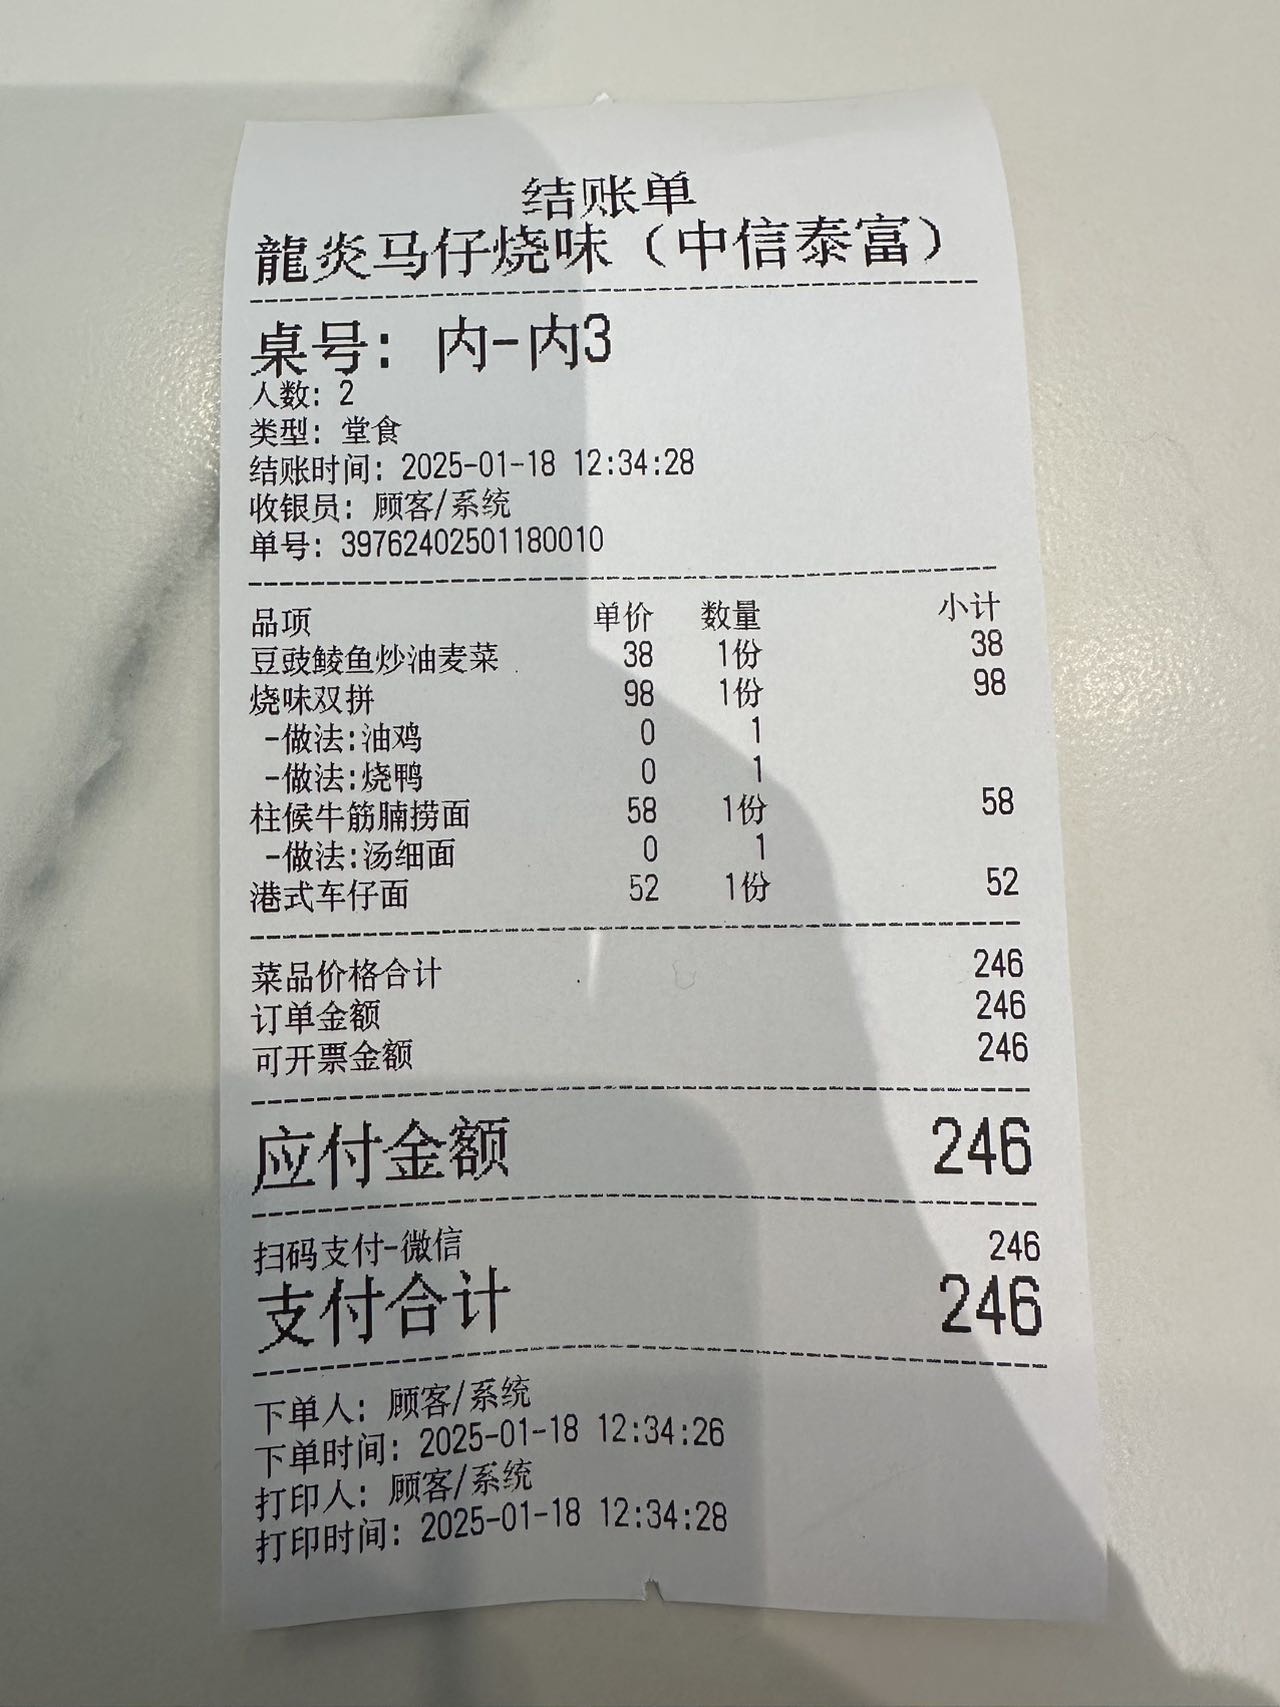 结账单
龍炎马仔烧味（中信泰富）
桌号: 内-内3
人数: 2
类型: 堂食
结账时间: 2025-01-18 12:34:28
收银员: 顾客/系统
单号: 39762402501180010
品项 单价 数量 小计
豆豉鲮鱼炒油麦菜 38 1份 38
烧味双拼 98 1份 98
-做法:油鸡 0 1
-做法:烧鸭 0 1
柱候牛筋腩捞面 58 1份 58
-做法:汤细面 0 1
港式车仔面 52 1份 52
菜品价格合计 246
订单金额 246
可开票金额 246
应付金额 246
扫码支付-微信 246
支付合计 246
下单人: 顾客/系统
下单时间: 2025-01-18 12:34:26
打印人: 顾客/系统
打印时间: 2025-01-18 12:34:28